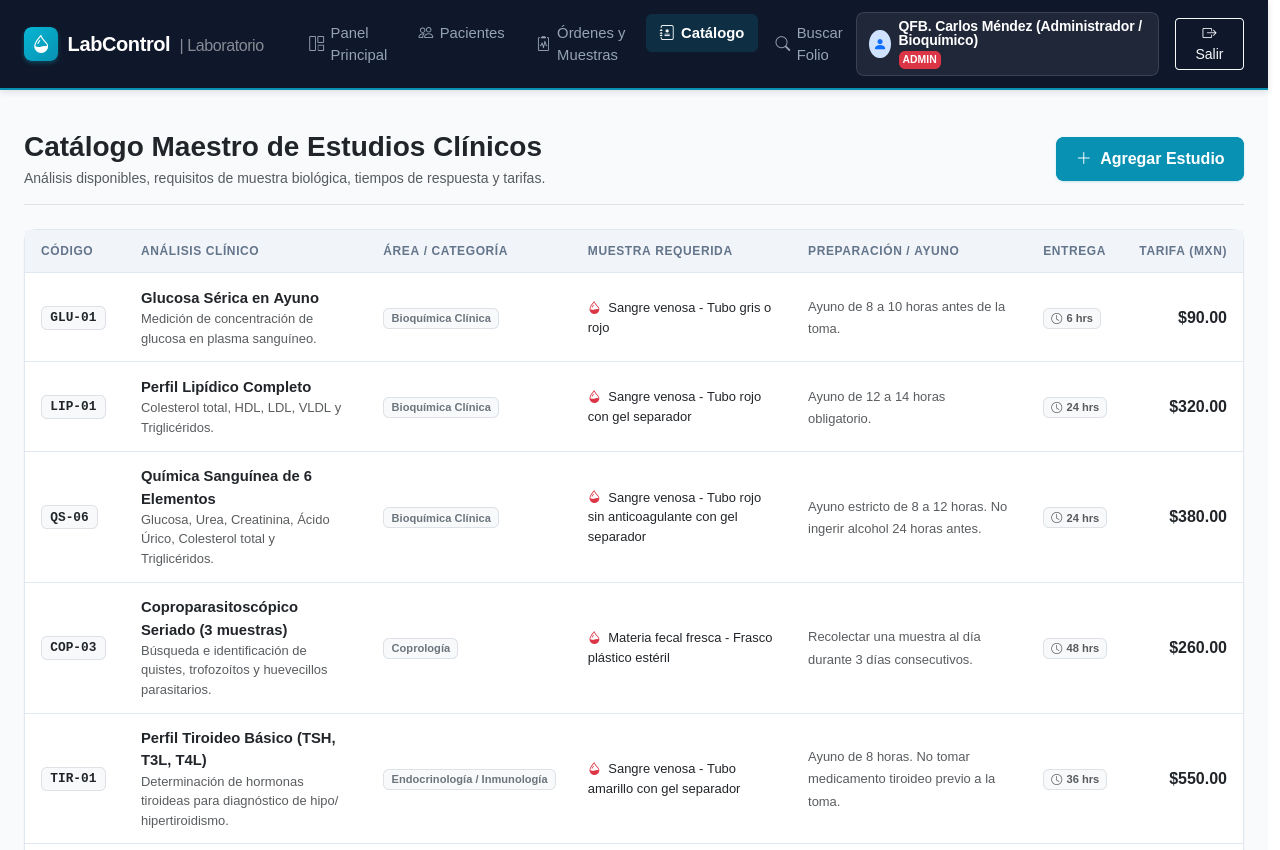 LabControl | Laboratorio
Panel
Principal
Pacientes
Órdenes y
Muestras
Catálogo
Buscar
Folio
QFB. Carlos Méndez (Administrador /
Bioquímico)
ADMIN
Salir
Catálogo Maestro de Estudios Clínicos
Análisis disponibles, requisitos de muestra biológica, tiempos de respuesta y tarifas.
Agregar Estudio
CÓDIGO ANÁLISIS CLÍNICO ÁREA / CATEGORÍA MUESTRA REQUERIDA PREPARACIÓN / AYUNO ENTREGA TARIFA (MXN)
GLU-01
Glucosa Sérica en Ayuno
Medición de concentración de
glucosa en plasma sanguíneo.
Bioquímica Clínica
Sangre venosa - Tubo gris o
rojo
Ayuno de 8 a 10 horas antes de la
toma.
6 hrs
$90.00
LIP-01
Perfil Lipídico Completo
Colesterol total, HDL, LDL, VLDL y
Triglicéridos.
Bioquímica Clínica
Sangre venosa - Tubo rojo
con gel separador
Ayuno de 12 a 14 horas
obligatorio.
24 hrs
$320.00
QS-06
Química Sanguínea de 6
Elementos
Glucosa, Urea, Creatinina, Ácido
Úrico, Colesterol total y
Triglicéridos.
Bioquímica Clínica
Sangre venosa - Tubo rojo
sin anticoagulante con gel
separador
Ayuno estricto de 8 a 12 horas. No
ingerir alcohol 24 horas antes.
24 hrs
$380.00
COP-03
Coproparasitoscópico
Seriado (3 muestras)
Búsqueda e identificación de
quistes, trofozoítos y huevecillos
parasitarios.
Coprología
Materia fecal fresca - Frasco
plástico estéril
Recolectar una muestra al día
durante 3 días consecutivos.
48 hrs
$260.00
TIR-01
Perfil Tiroideo Básico (TSH,
T3L, T4L)
Determinación de hormonas
tiroideas para diagnóstico de hipo/
hipertiroidismo.
Endocrinología / Inmunología
Sangre venosa - Tubo
amarillo con gel separador
Ayuno de 8 horas. No tomar
medicamento tiroideo previo a la
toma.
36 hrs
$550.00